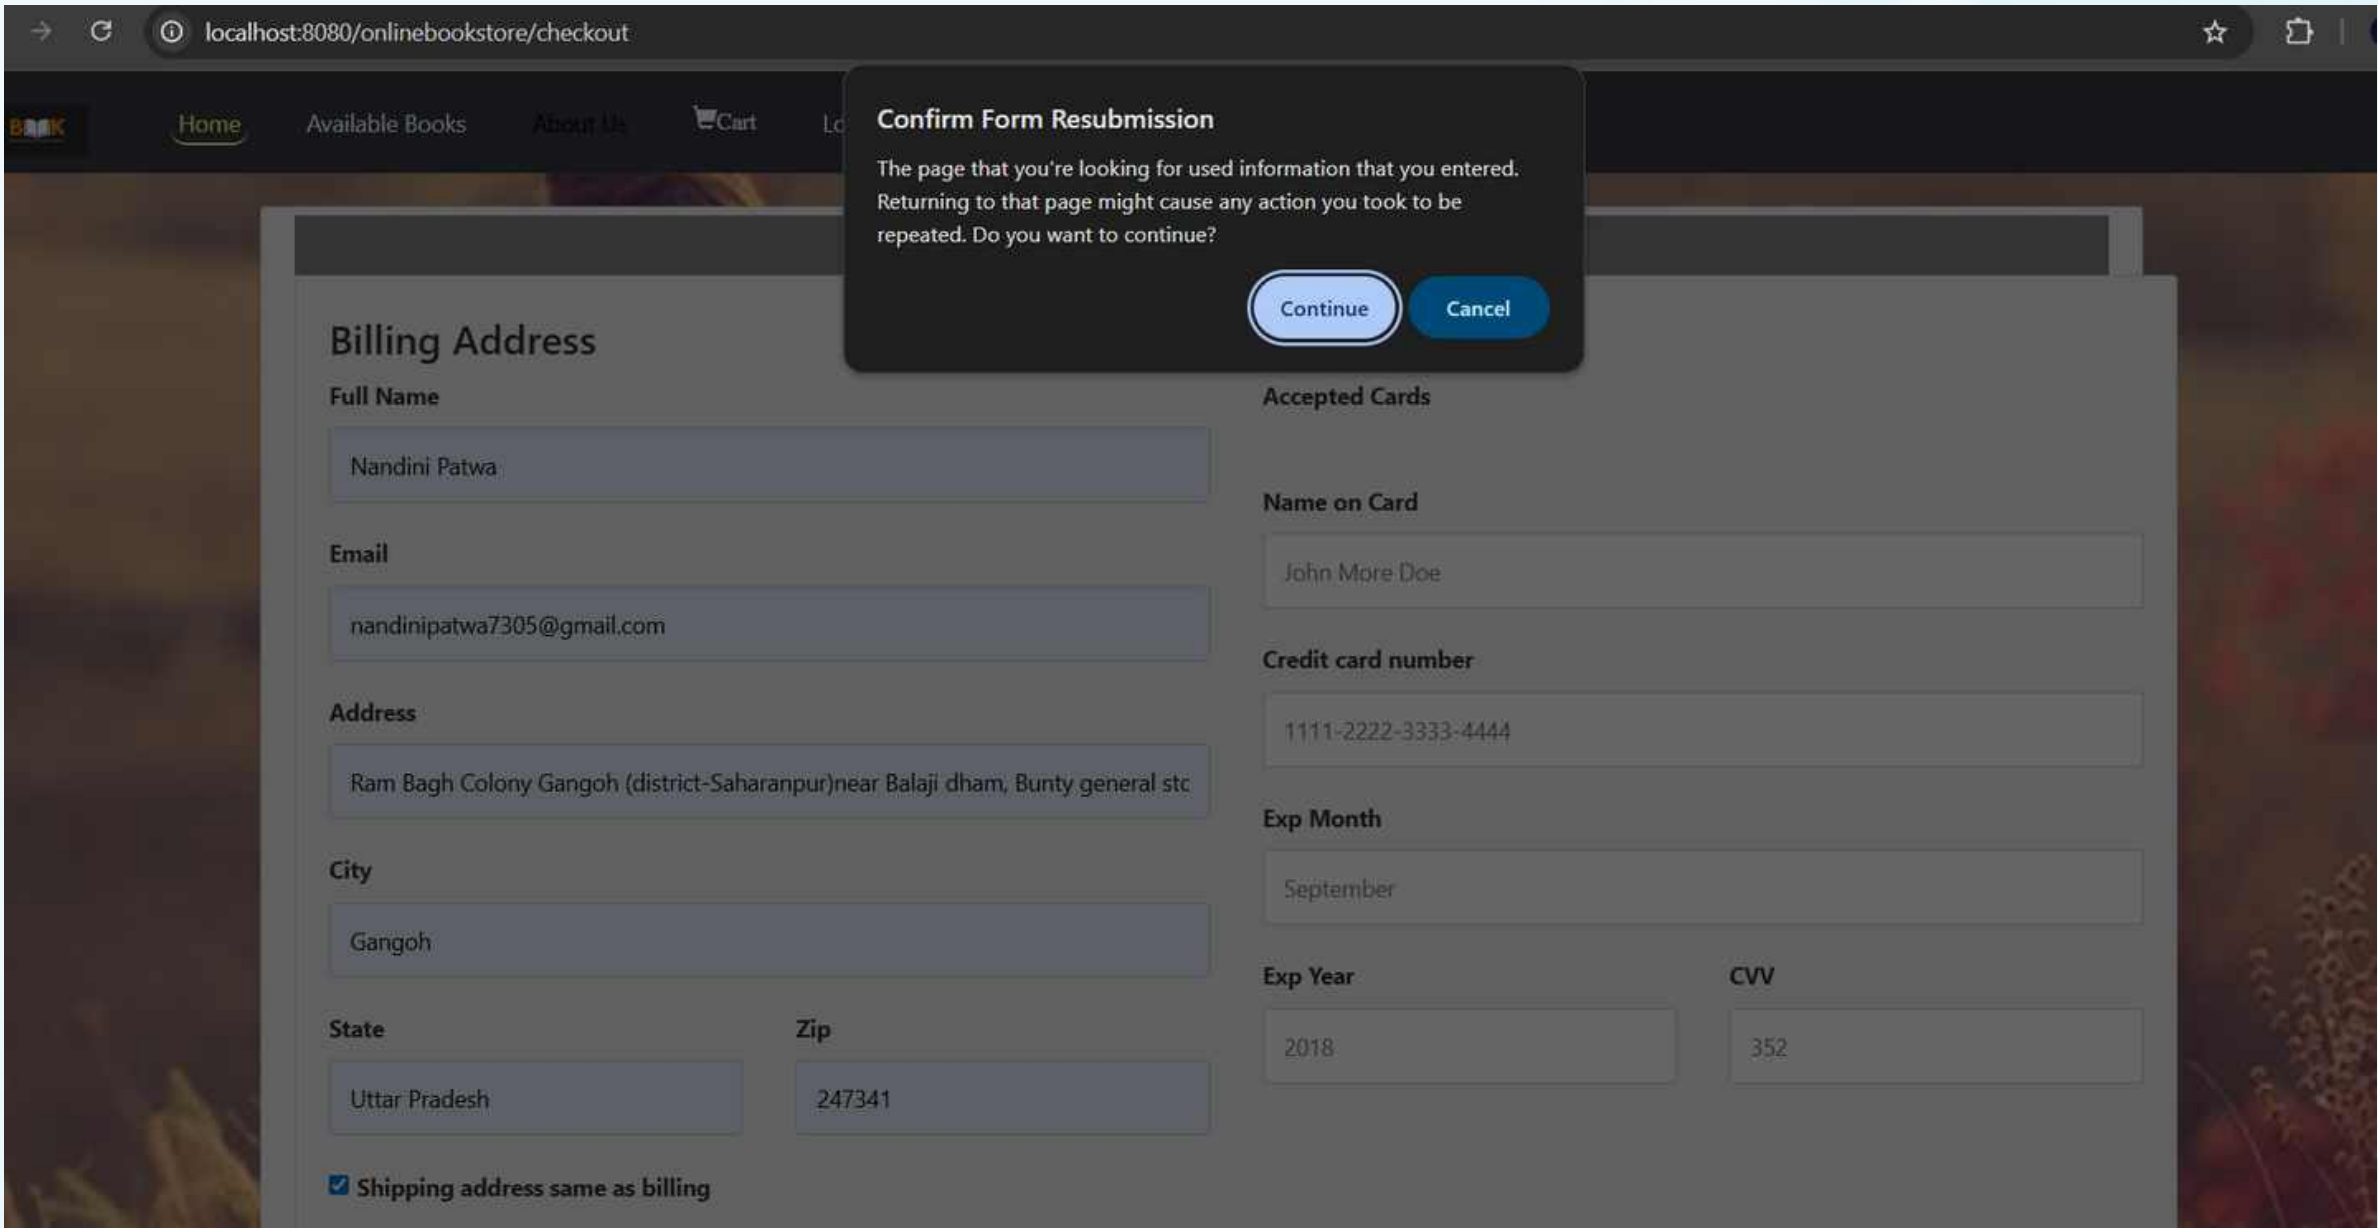 localhost:8080/onlinebookstore/checkout
BOOK
Home
Available Books
About Us
Cart
Lo
Confirm Form Resubmission
The page that you're looking for used information that you entered.
Returning to that page might cause any action you took to be
repeated. Do you want to continue?
Continue
Cancel
Billing Address
Full Name
Nandini Patwa
Email
nandinipatwa7305@gmail.com
Address
Ram Bagh Colony Gangoh (district-Saharanpur)near Balaji dham, Bunty general sto
City
Gangoh
State
Zip
Uttar Pradesh
247341
Shipping address same as billing
Accepted Cards
Name on Card
John More Doe
Credit card number
1111-2222-3333-4444
Exp Month
September
Exp Year
CVV
2018
352